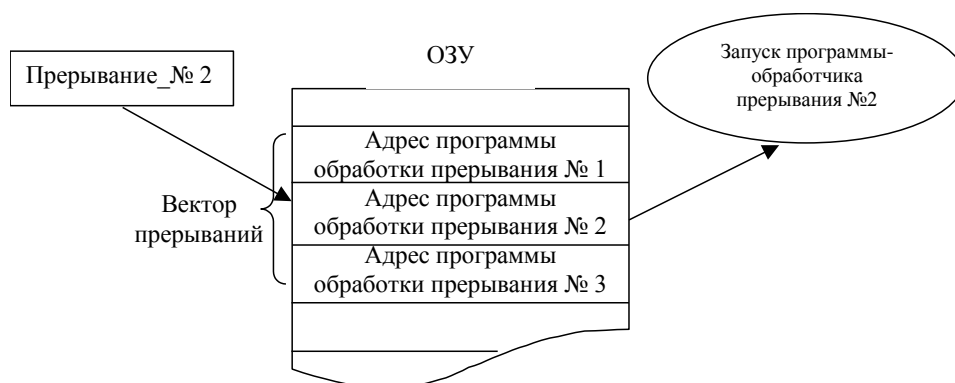 ОЗУ
Прерывание_№ 2
Запуск программы-
обработчика
прерывания №2
Адрес программы
обработки прерывания № 1
Адрес программы
обработки прерывания № 2
Адрес программы
обработки прерывания № 3
Вектор
прерываний